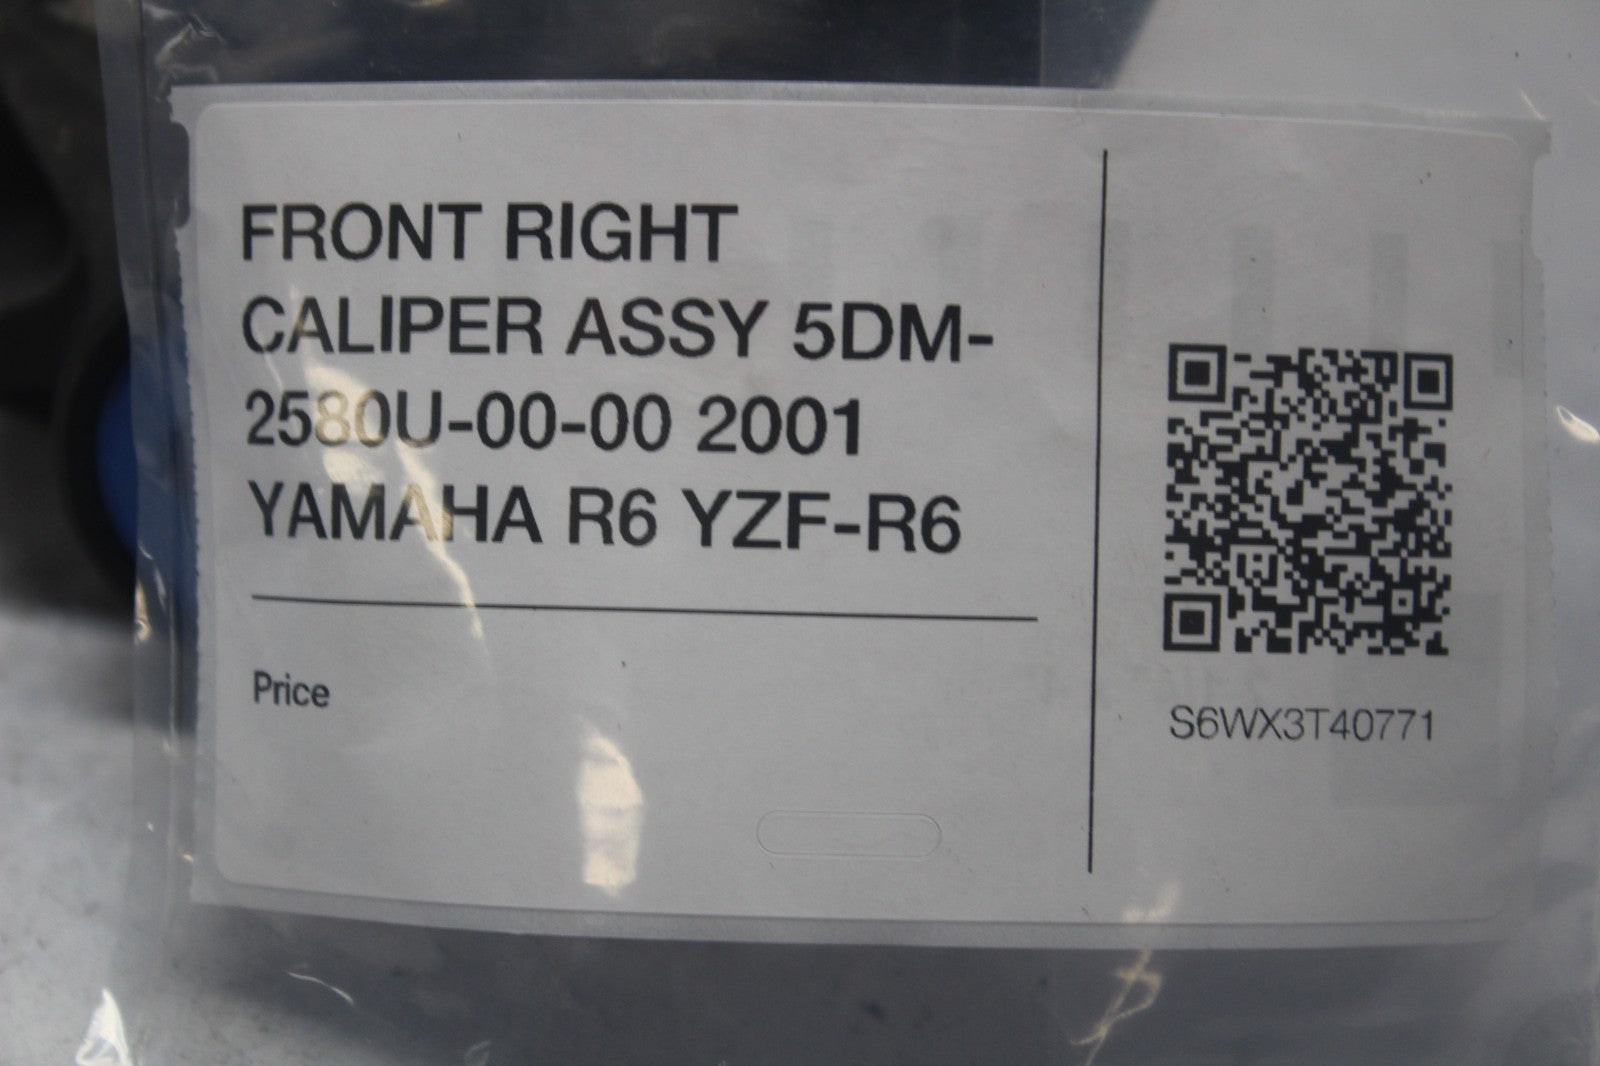 FRONT RIGHT
CALIPER ASSY 5DM-
2580U-00-00 2001
YAMAHA R6 YZF-R6
Price
S6WX3T40771